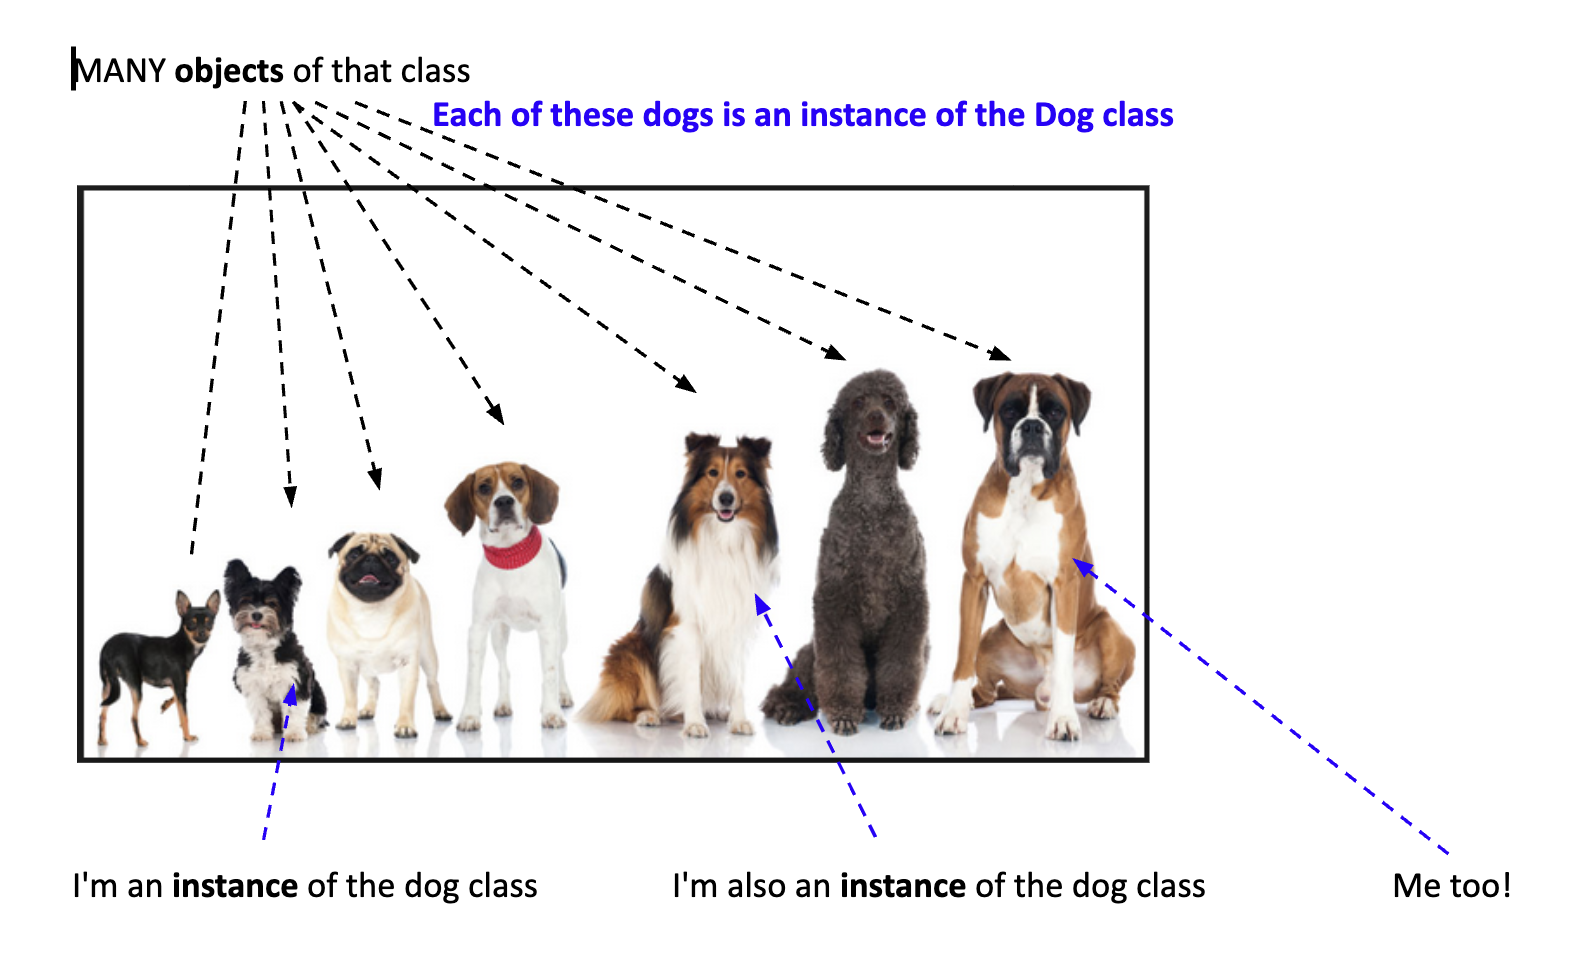 MANY objects of that class
Each of these dogs is an instance of the Dog class
I'm an instance of the dog class
I'm also an instance of the dog class
Me too!